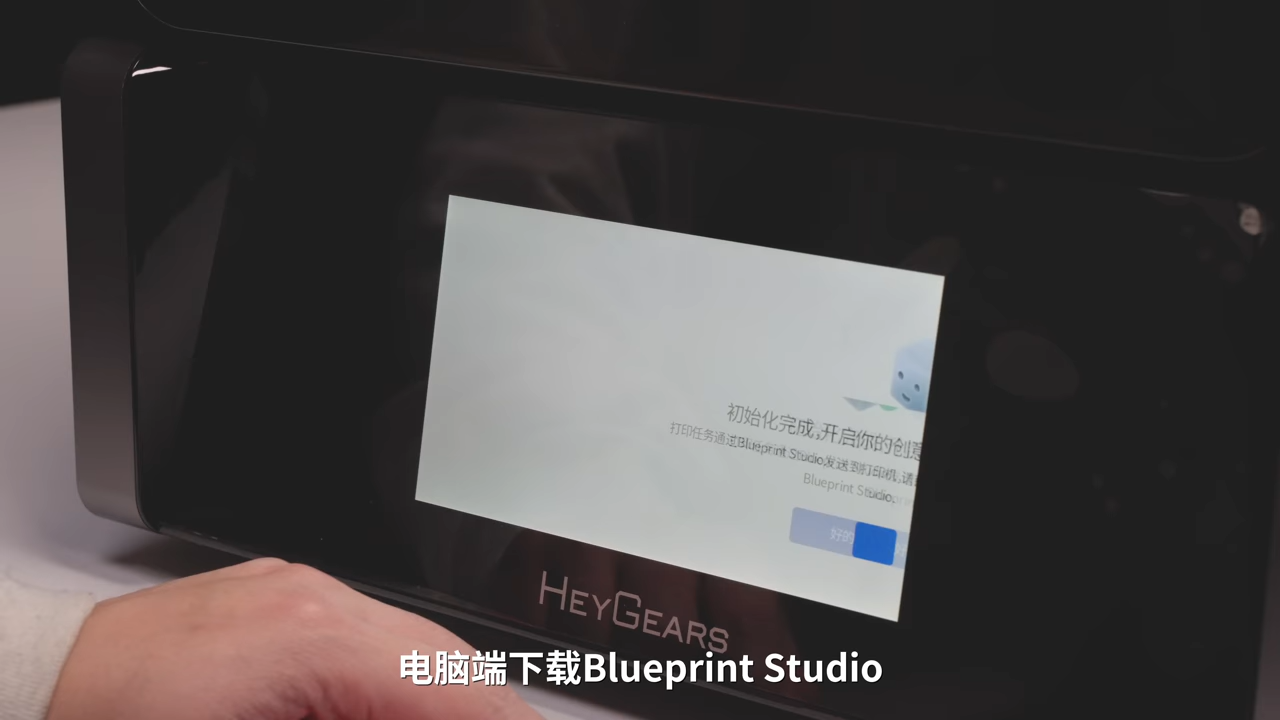 初始化完成,开启你的创意
打印任务通过Blueprint Studio发送到打印机,请
Blueprint Studio,
好的
HEYGEARS
电脑端下载Blueprint Studio